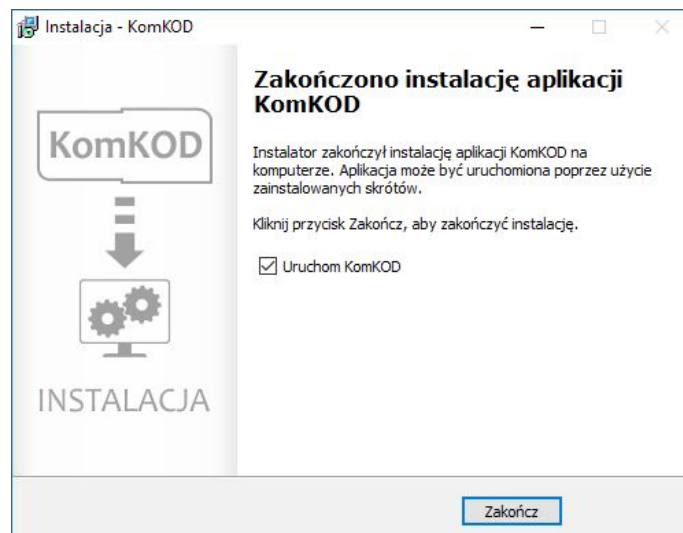 Instalacja - KomKOD
KomKOD
INSTALACJA
Zakończono instalację aplikacji
KomKOD
Instalator zakończył instalację aplikacji KomKOD na
komputerze. Aplikacja może być uruchomiona poprzez użycie
zainstalowanych skrótów.
Kliknij przycisk Zakończ, aby zakończyć instalację.
Uruchom KomKOD
Zakończ